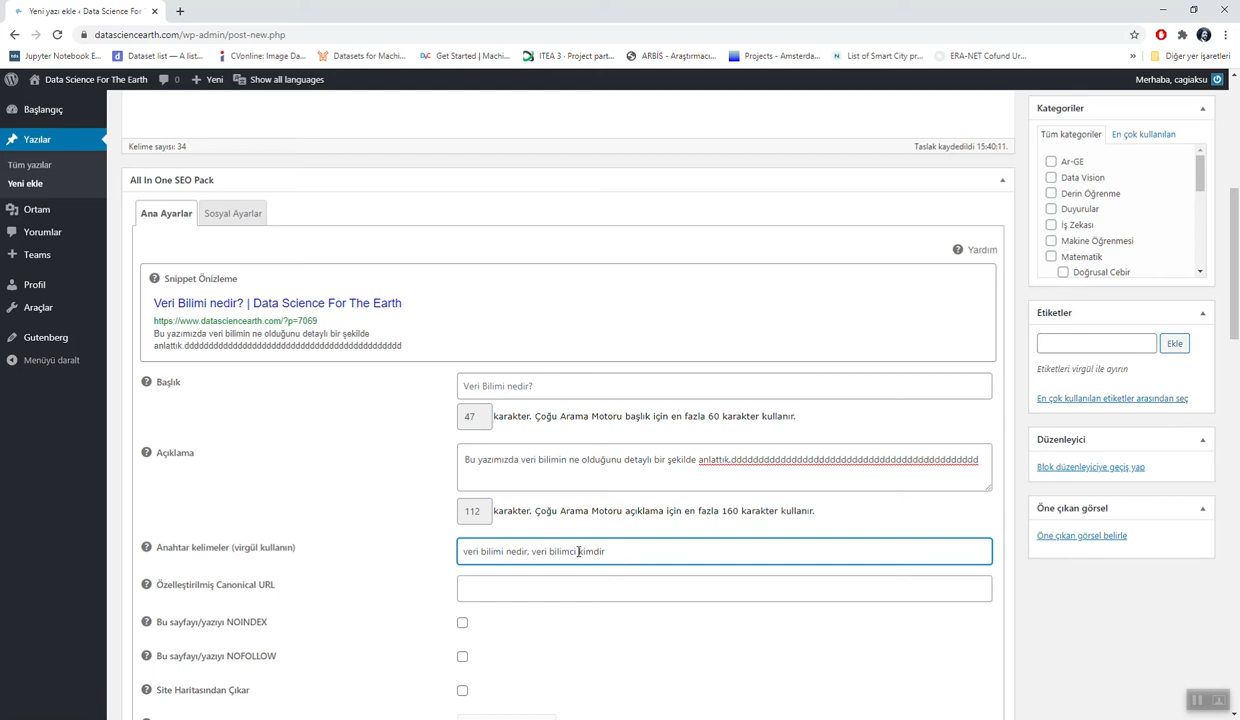 Yeni yazı ekle ‹ Data Science For
datasciencearth.com/wp-admin/post-new.php
Jupyter Notebook E...
Dataset list — A list...
CVonline: Image Da...
Datasets for Machi...
Get Started | Machi...
ITEA 3 · Project part...
ARBİS - Araştırmacı...
Projects - Amsterda...
List of Smart City pr...
ERA-NET Cofund Ur...
»
Diğer yer işaretleri
Data Science For The Earth
0
Yeni
Show all languages
Merhaba, cagiaksu
Başlangıç
Yazılar
Tüm yazılar
Yeni ekle
Ortam
Yorumlar
Teams
Profil
Araçlar
Gutenberg
Menüyü daralt
Kelime sayısı: 34
Taslak kaydedildi 15:40:11.
All In One SEO Pack
Ana Ayarlar
Sosyal Ayarlar
Yardım
Snippet Önizleme
Veri Bilimi nedir? | Data Science For The Earth
https://www.datasciencearth.com/?p=7069
Bu yazımızda veri bilimin ne olduğunu detaylı bir şekilde
Başlık
Veri Bilimi nedir?
47 karakter. Çoğu Arama Motoru başlık için en fazla 60 karakter kullanır.
Açıklama
Bu yazımızda veri bilimin ne olduğunu detaylı bir şekilde
112 karakter. Çoğu Arama Motoru açıklama için en fazla 160 karakter kullanır.
Anahtar kelimeler (virgül kullanın)
veri bilimi nedir, veri bilimci kimdir
Özelleştirilmiş Canonical URL
Bu sayfayı/yazıyı NOINDEX
Bu sayfayı/yazıyı NOFOLLOW
Site Haritasından Çıkar
Kategoriler
Tüm kategoriler
En çok kullanılan
Ar-GE
Data Vision
Derin Öğrenme
Duyurular
İş Zekası
Makine Öğrenmesi
Matematik
Doğrusal Cebir
Etiketler
Ekle
Etiketleri virgül ile ayırın
En çok kullanılan etiketler arasından seç
Düzenleyici
Blok düzenleyiciye geçiş yap
Öne çıkan görsel
Öne çıkan görsel belirle